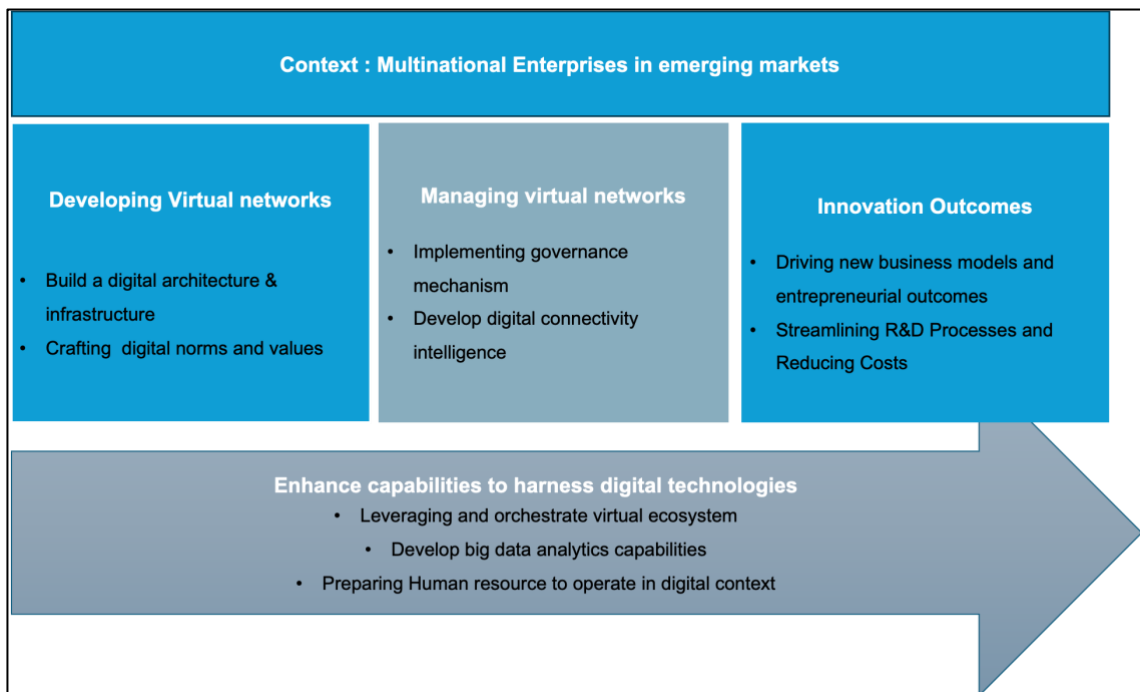 Context : Multinational Enterprises in emerging markets
Developing Virtual networks
• Build a digital architecture &
infrastructure
• Crafting digital norms and values
Managing virtual networks
• Implementing governance
mechanism
• Develop digital connectivity
intelligence
Innovation Outcomes
• Driving new business models and
entrepreneurial outcomes
• Streamlining R&D Processes and
Reducing Costs
Enhance capabilities to harness digital technologies
• Leveraging and orchestrate virtual ecosystem
• Develop big data analytics capabilities
• Preparing Human resource to operate in digital context